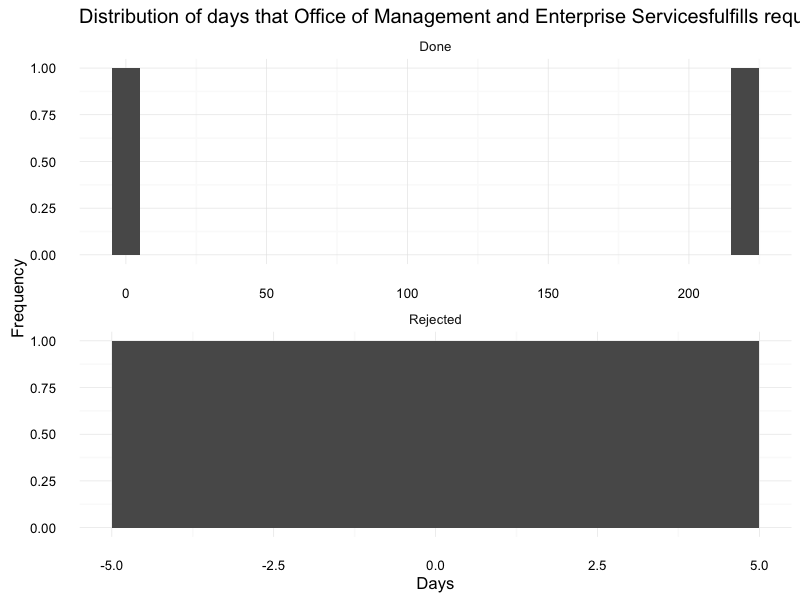 Distribution of days that Office of Management and Enterprise Servicesfulfills requ
Done
1.00
0.75
0.50
0.25
0.00
0 50 100 150 200
Frequency
Rejected
1.00
0.75
0.50
0.25
0.00
-5.0 -2.5 0.0 2.5 5.0
Days